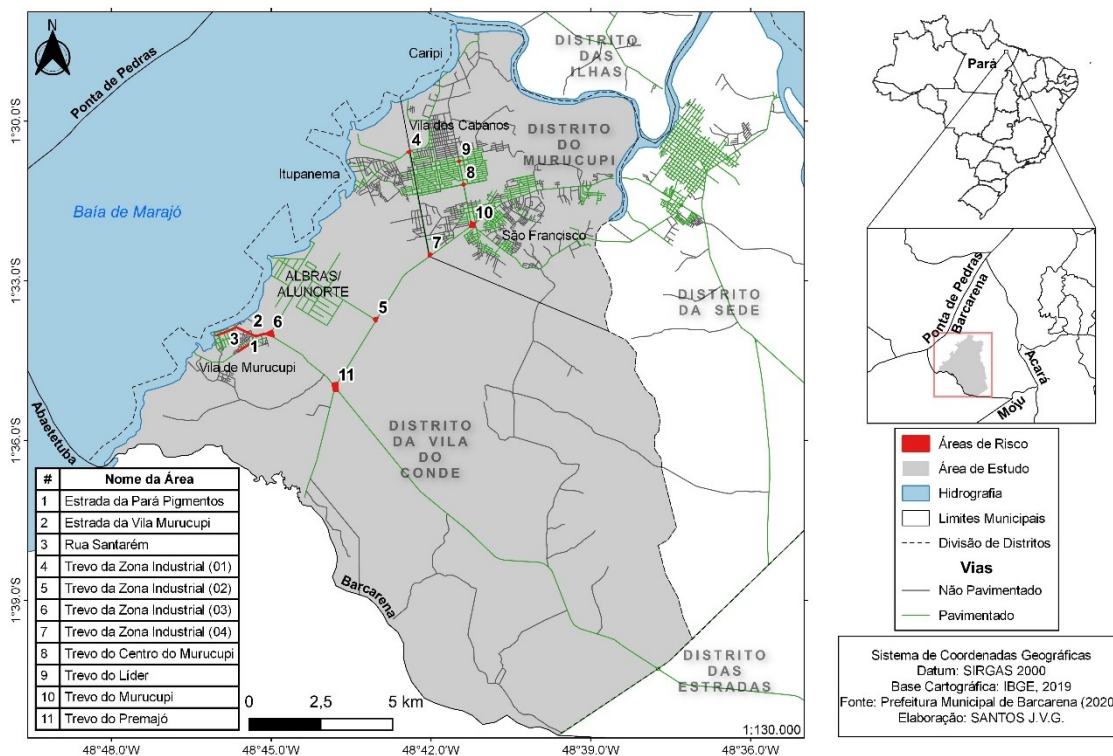 N
Ponta de Pedras
Caripi
DISTRITO
DAS
ILHAS
Vila dos Cabanos
DISTRITO
DO
MURUCUPI
4
9
8
Itupanema
Baía de Marajó
10
São Francisco
7
ALBRAS/
ALUNORTE
DISTRITO
DA SEDE
5
2
6
3
1
Vila de Murucupi
11
Abaetetuba
DISTRITO
DA VILA
DO
CONDE
Barcarena
DISTRITO
DAS
ESTRADAS
1°30.0'S
1°33.0'S
1°36.0'S
1°39.0'S
# Nome da Área
1 Estrada da Pará Pigmentos
2 Estrada da Vila Murucupi
3 Rua Santarém
4 Trevo da Zona Industrial (01)
5 Trevo da Zona Industrial (02)
6 Trevo da Zona Industrial (03)
7 Trevo da Zona Industrial (04)
8 Trevo do Centro do Murucupi
9 Trevo do Líder
10 Trevo do Murucupi
11 Trevo do Premajó
0 2,5 5 km
1:130.000
48°48.0'W 48°45.0'W 48°42.0'W 48°39.0'W 48°36.0'W
Pará
Ponta de Pedras
Barcarena
Acará
Moju
Áreas de Risco
Área de Estudo
Hidrografia
Limites Municipais
Divisão de Distritos
Vias
Não Pavimentado
Pavimentado
Sistema de Coordenadas Geográficas
Datum: SIRGAS 2000
Base Cartográfica: IBGE, 2019
Fonte: Prefeitura Municipal de Barcarena (2020
Elaboração: SANTOS J.V.G.